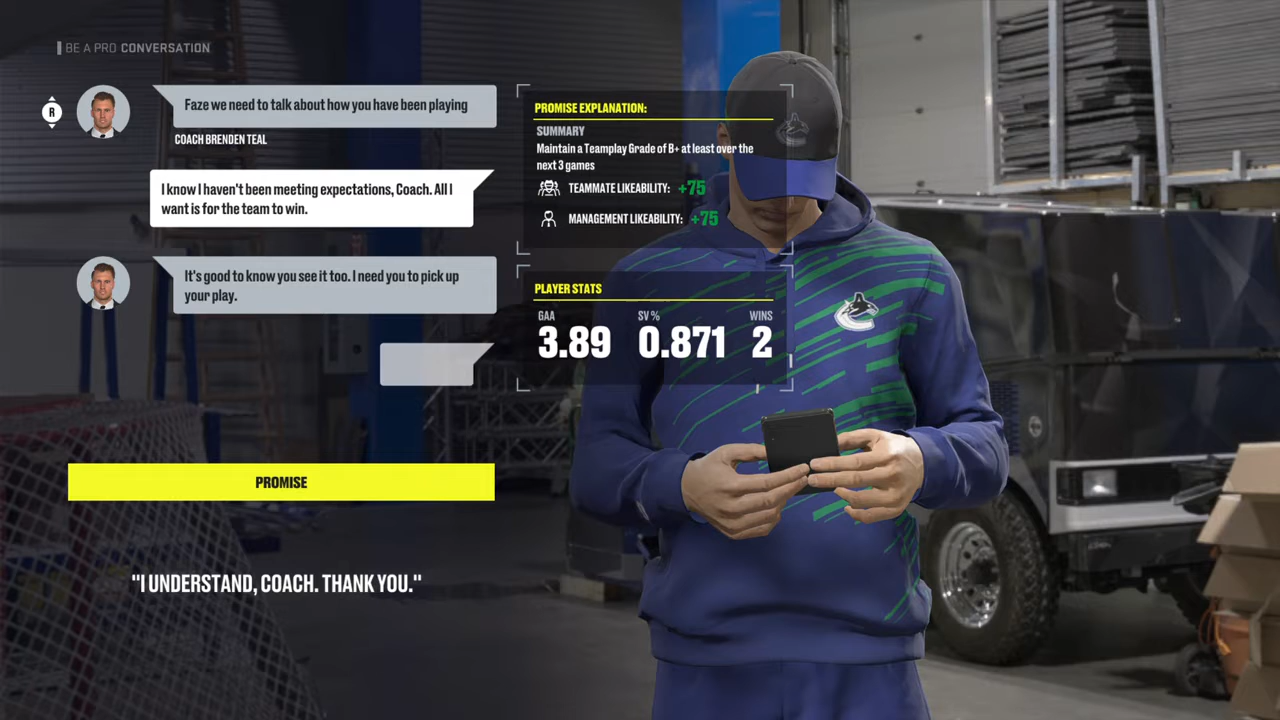 BE A PRO CONVERSATION
R
Faze we need to talk about how you have been playing
COACH BRENDEN TEAL
I know I haven't been meeting expectations, Coach. All I
want is for the team to win.
It's good to know you see it too. I need you to pick up
your play.
PROMISE
"I UNDERSTAND, COACH. THANK YOU."
PROMISE EXPLANATION:
SUMMARY
Maintain a Teamplay Grade of B+ at least over the
next 3 games
TEAMMATE LIKEABILITY: +75
MANAGEMENT LIKEABILITY: +75
PLAYER STATS
GAA SV % WINS
3.89 0.871 2